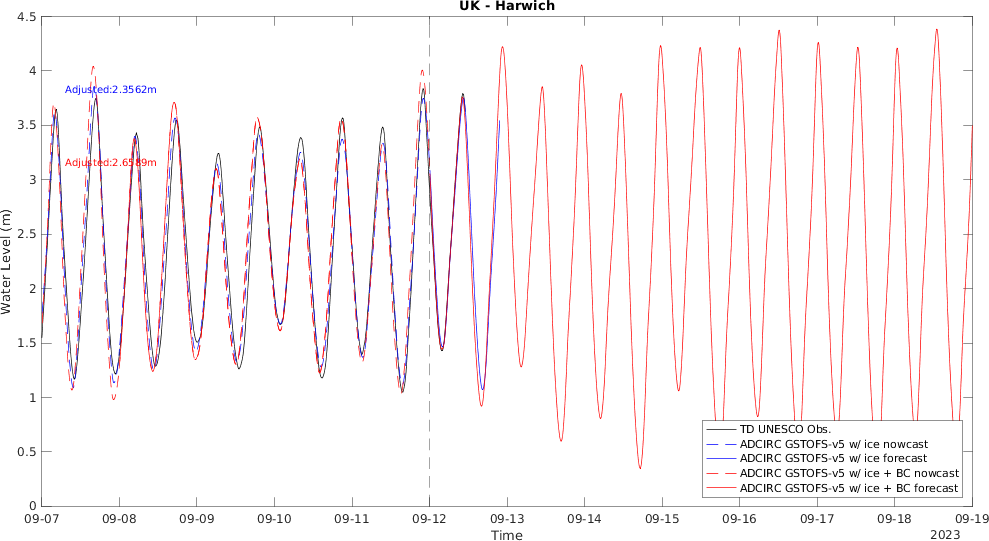 UK - Harwich
4.5
4
3.5
3
2.5
2
1.5
1
0.5
0
Water Level (m)
Adjusted:2.3562m
Adjusted:2.6589m
TD UNESCO Obs.
ADCIRC GSTOFS-v5 w/ ice nowcast
ADCIRC GSTOFS-v5 w/ ice forecast
ADCIRC GSTOFS-v5 w/ ice + BC nowcast
ADCIRC GSTOFS-v5 w/ ice + BC forecast
09-07 09-08 09-09 09-10 09-11 09-12 09-13 09-14 09-15 09-16 09-17 09-18 09-19
Time
2023